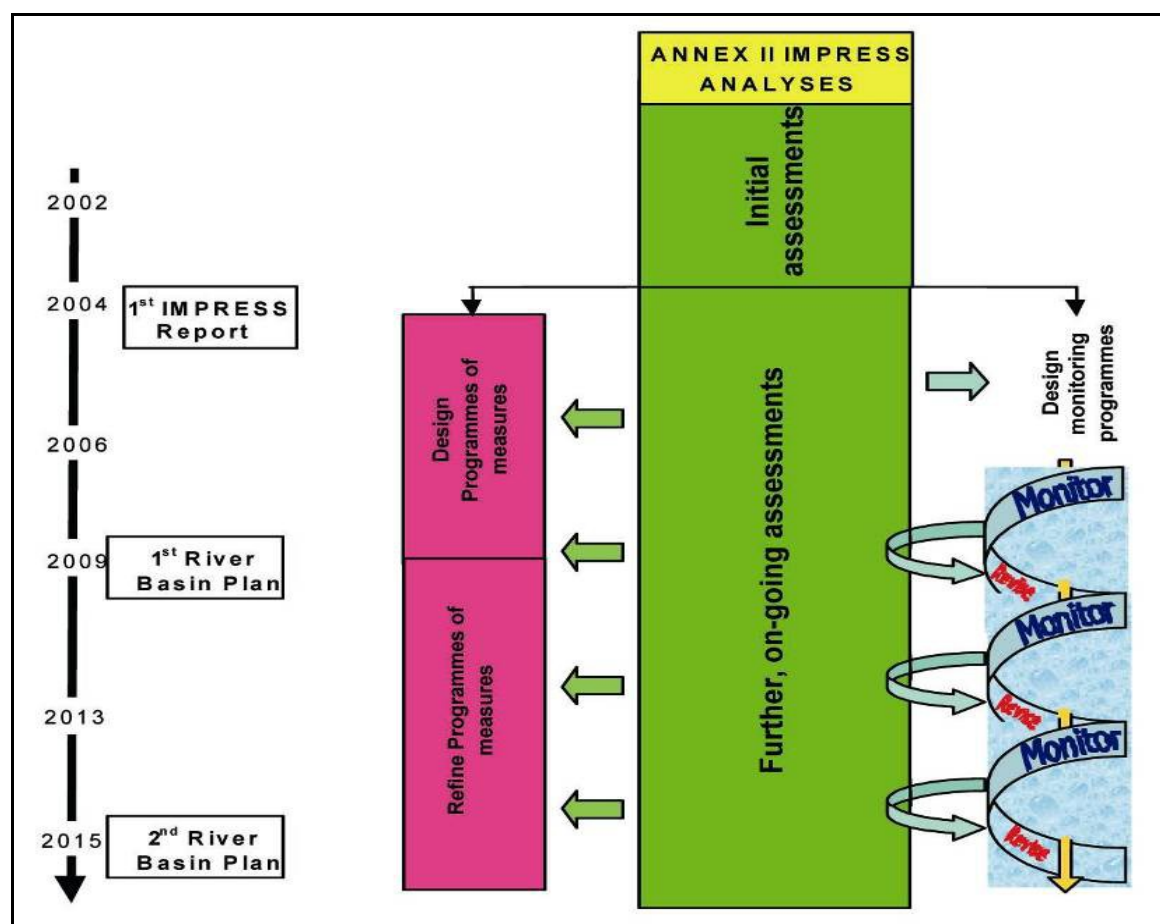 ANNEX II IMPRESS
ANALYSES
Initial
assessments
2002
2004
1st IMPRESS
Report
2006
2009
1st River
Basin Plan
2013
2015
2nd River
Basin Plan
Design
Programmes of
measures
Refine Programmes of
measures
Further, on-going assessments
Design
monitoring
programmes
Monitor
Revise
Monitor
Revise
Monitor
Revise